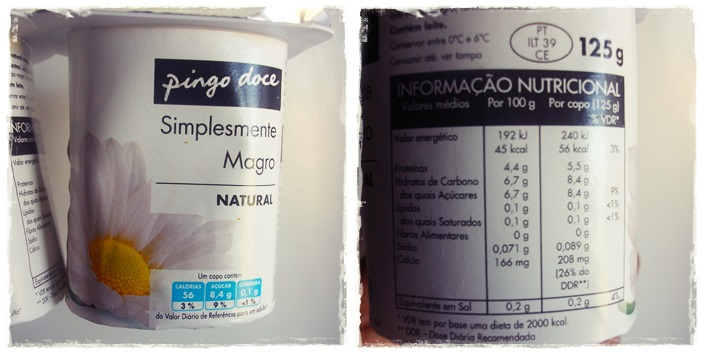 pingo doce
Simplesmente
Magro
NATURAL
Um copo contém
CALORIAS AÇÚCAR GORDURA
56 8,4 g 0,1 g
3% 9% <1%
do Valor Diário de Referência para um adulto*
Contém leite.
Conservar entre 0ºC e 6ºC
Consumir até: ver tampa
PT
ILT 39
CE
125g
INFORMAÇÃO NUTRICIONAL
Valores médios Por 100 g Por copo (125 g)
% VDR*
Valor energético 192 kJ 240 kJ
45 kcal 56 kcal 3%
Proteínas 4,4 g 5,5 g
Hidratos de Carbono 6,7 g 8,4 g
dos quais Açúcares 6,7 g 8,4 g 9%
Lípidos 0,1 g 0,1 g <1%
dos quais Saturados 0,1 g 0,1 g <1%
Fibras Alimentares 0 g 0 g
Sódio 0,071 g 0,089 g
Cálcio 166 mg 208 mg
(26% da
DDR**)
Equivalente em Sal 0,2 g 0,2 g 4%
* VDR tem por base uma dieta de 2000 kcal.
** DDR - Dose Diária Recomendada